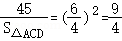 45/S△ACD = (6/4)² = 9/4